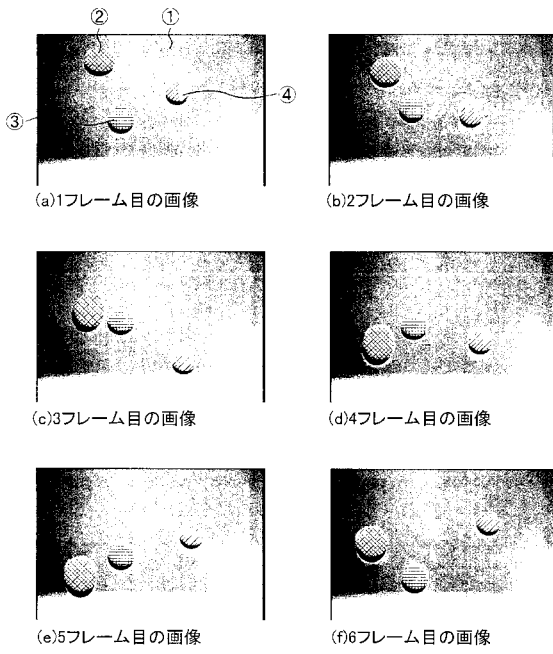 ② ①
③ ④
(a)1フレーム目の画像
(b)2フレーム目の画像
(c)3フレーム目の画像
(d)4フレーム目の画像
(e)5フレーム目の画像
(f)6フレーム目の画像